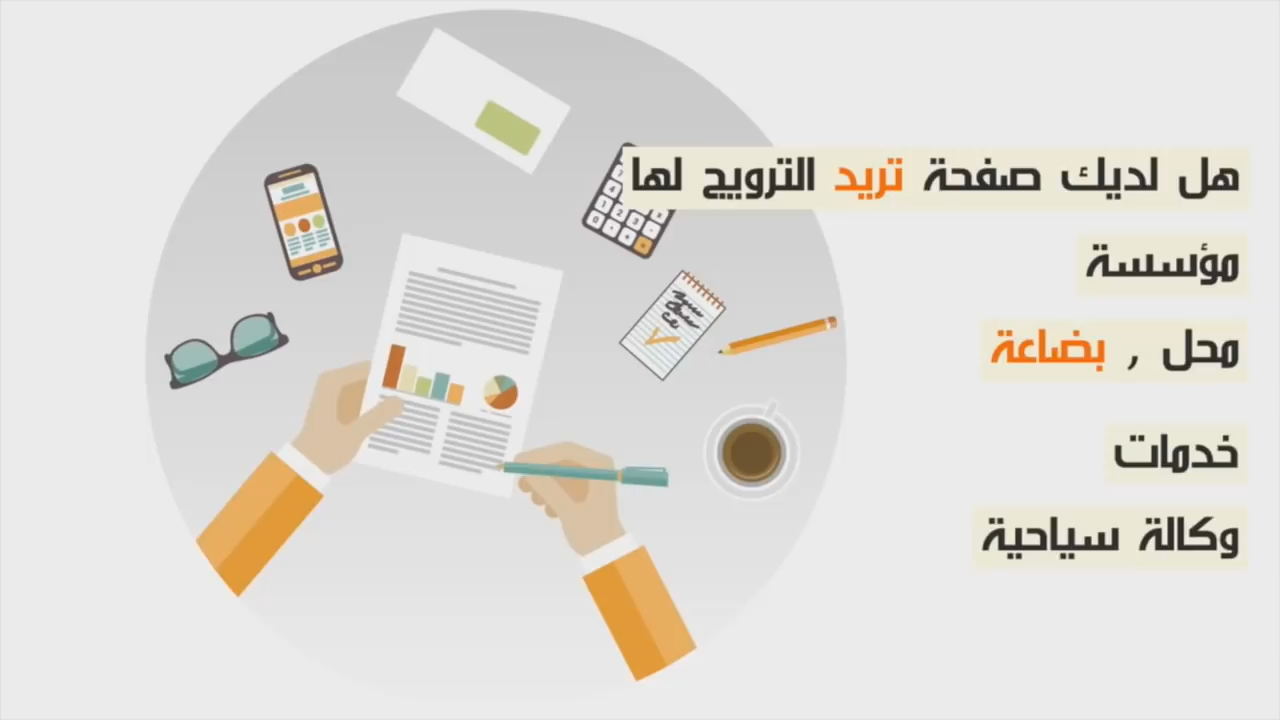 هل لديك صفحة تريد الترويج لها
مؤسسة
محل , بضاعة
خدمات
وكالة سياحية